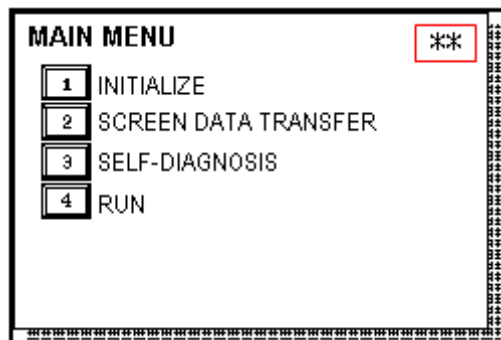 MAIN MENU **
1 INITIALIZE
2 SCREEN DATA TRANSFER
3 SELF-DIAGNOSIS
4 RUN